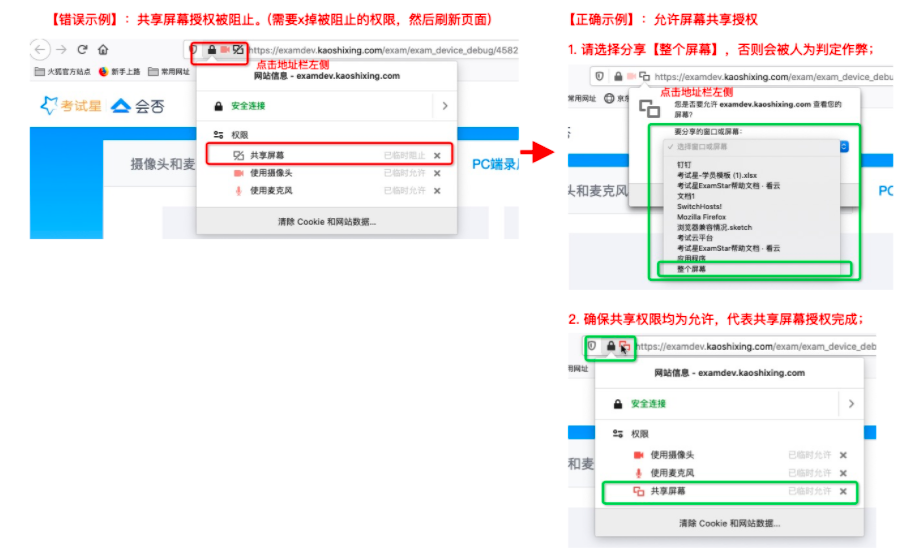 【错误示例】：共享屏幕授权被阻止。(需要x掉被阻止的权限，然后刷新页面)
https://examdev.kaoshixing.com/exam/exam_device_debug/4582
点击地址栏左侧
火狐官方站点 新手上路 常用网址
网站信息 - examdev.kaoshixing.com
考试星 会否
安全连接
权限
共享屏幕 已临时阻止
使用摄像头 已临时允许
使用麦克风 已临时允许
清除 Cookie 和网站数据...
摄像头和麦
PC端录
【正确示例】：允许屏幕共享授权
1. 请选择分享【整个屏幕】，否则会被人为判定作弊；
https://examdev.kaoshixing.com/exam/exam_device_debu
点击地址栏左侧
常用网址
您是否要允许 examdev.kaoshixing.com 查看您的
屏幕?
要分享的窗口或屏幕：
选择窗口或屏幕
钉钉
考试星-学员模板 (1).xlsx
考试星ExamStar帮助文档 - 看云
文档1
SwitchHosts!
Mozilla Firefox
浏览器兼容情况.sketch
考试云平台
考试星ExamStar帮助文档 - 看云
应用程序
整个屏幕
头和麦克风
PC
2. 确保共享权限均为允许，代表共享屏幕授权完成；
https://examdev.kaoshixing.com/exam/exam_device_deb
用网址
网站信息 - examdev.kaoshixing.com
安全连接
权限
使用摄像头 已临时允许
使用麦克风 已临时允许
共享屏幕 已临时允许
清除 Cookie 和网站数据...
和麦